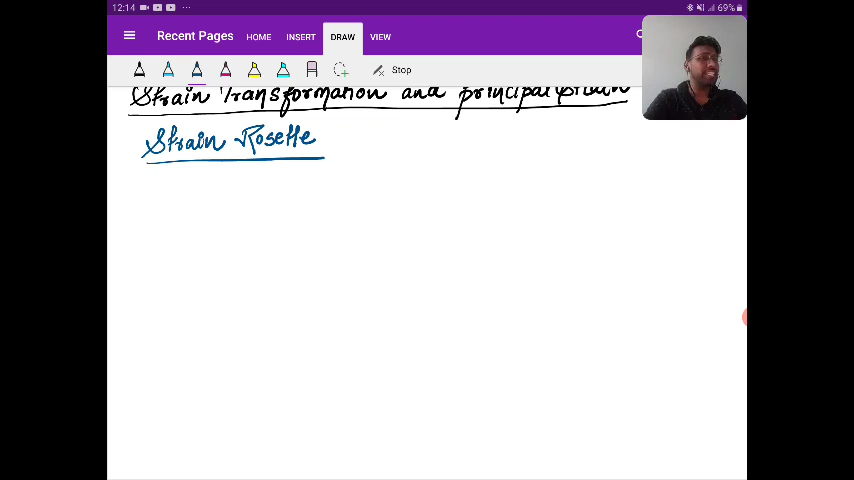 12:14 69%
Recent Pages HOME INSERT DRAW VIEW
Stop
Strain Transformation and principal strain
Strain Rosette